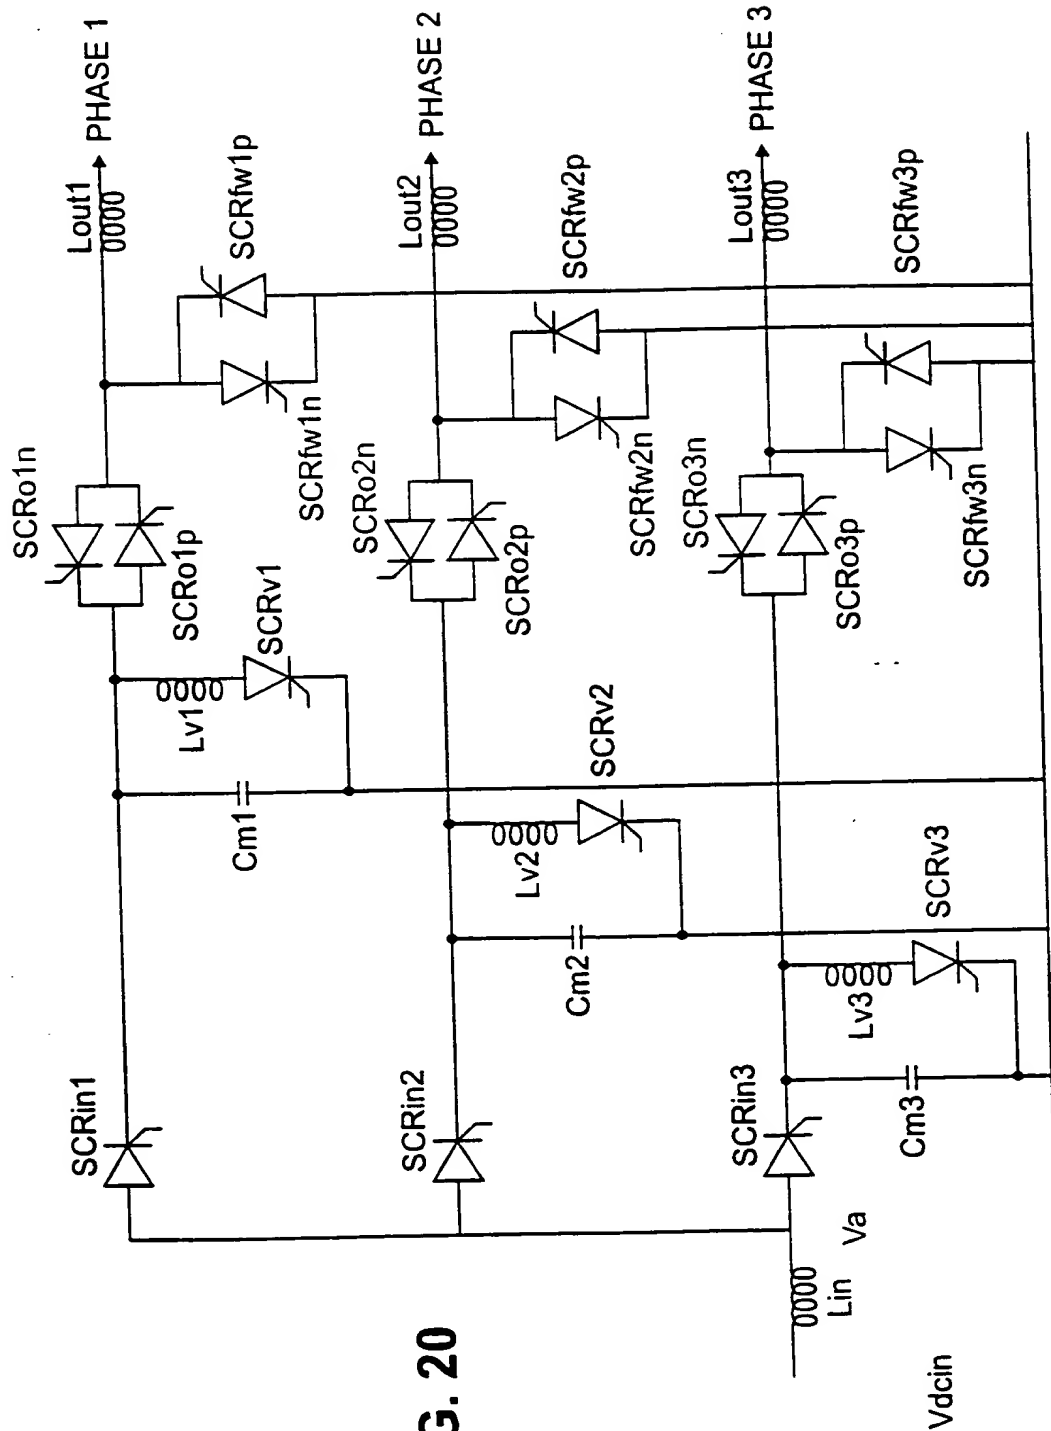 PHASE 1
Lout1
SCRfw1p
SCRfw1n
SCRo1n
SCRo1p
SCRv1
Lv1
Cm1
SCRin1
PHASE 2
Lout2
SCRfw2p
SCRfw2n
SCRo2n
SCRo2p
SCRv2
Lv2
Cm2
SCRin2
PHASE 3
Lout3
SCRfw3p
SCRfw3n
SCRo3n
SCRo3p
SCRv3
Lv3
Cm3
SCRin3
Va
Lin
Vdcin
G. 20